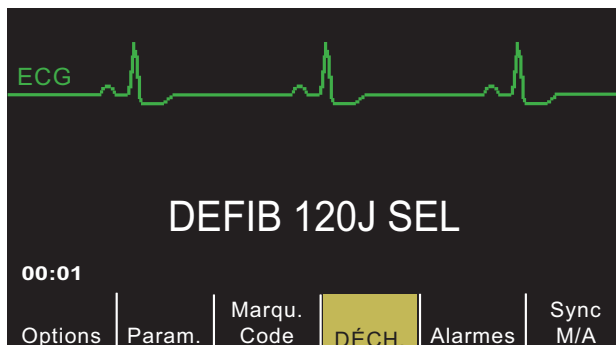 ECG
DEFIB 120J SEL
00:01
Options
Param.
Marqu.
Code
DÉCH
Alarmes
Sync
M/A